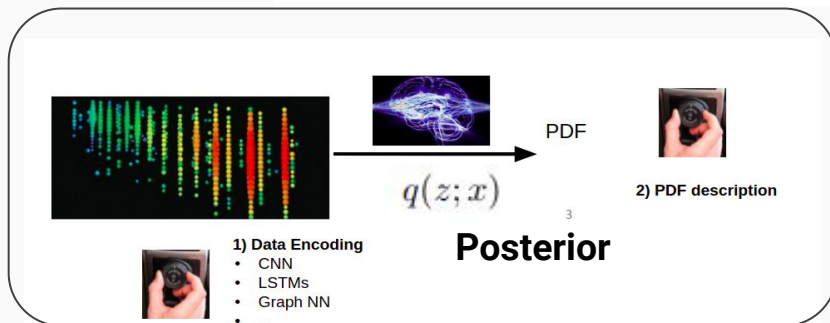 PDF
q(z; x)
2) PDF description
3
Posterior
1) Data Encoding
• CNN
• LSTMs
• Graph NN
•